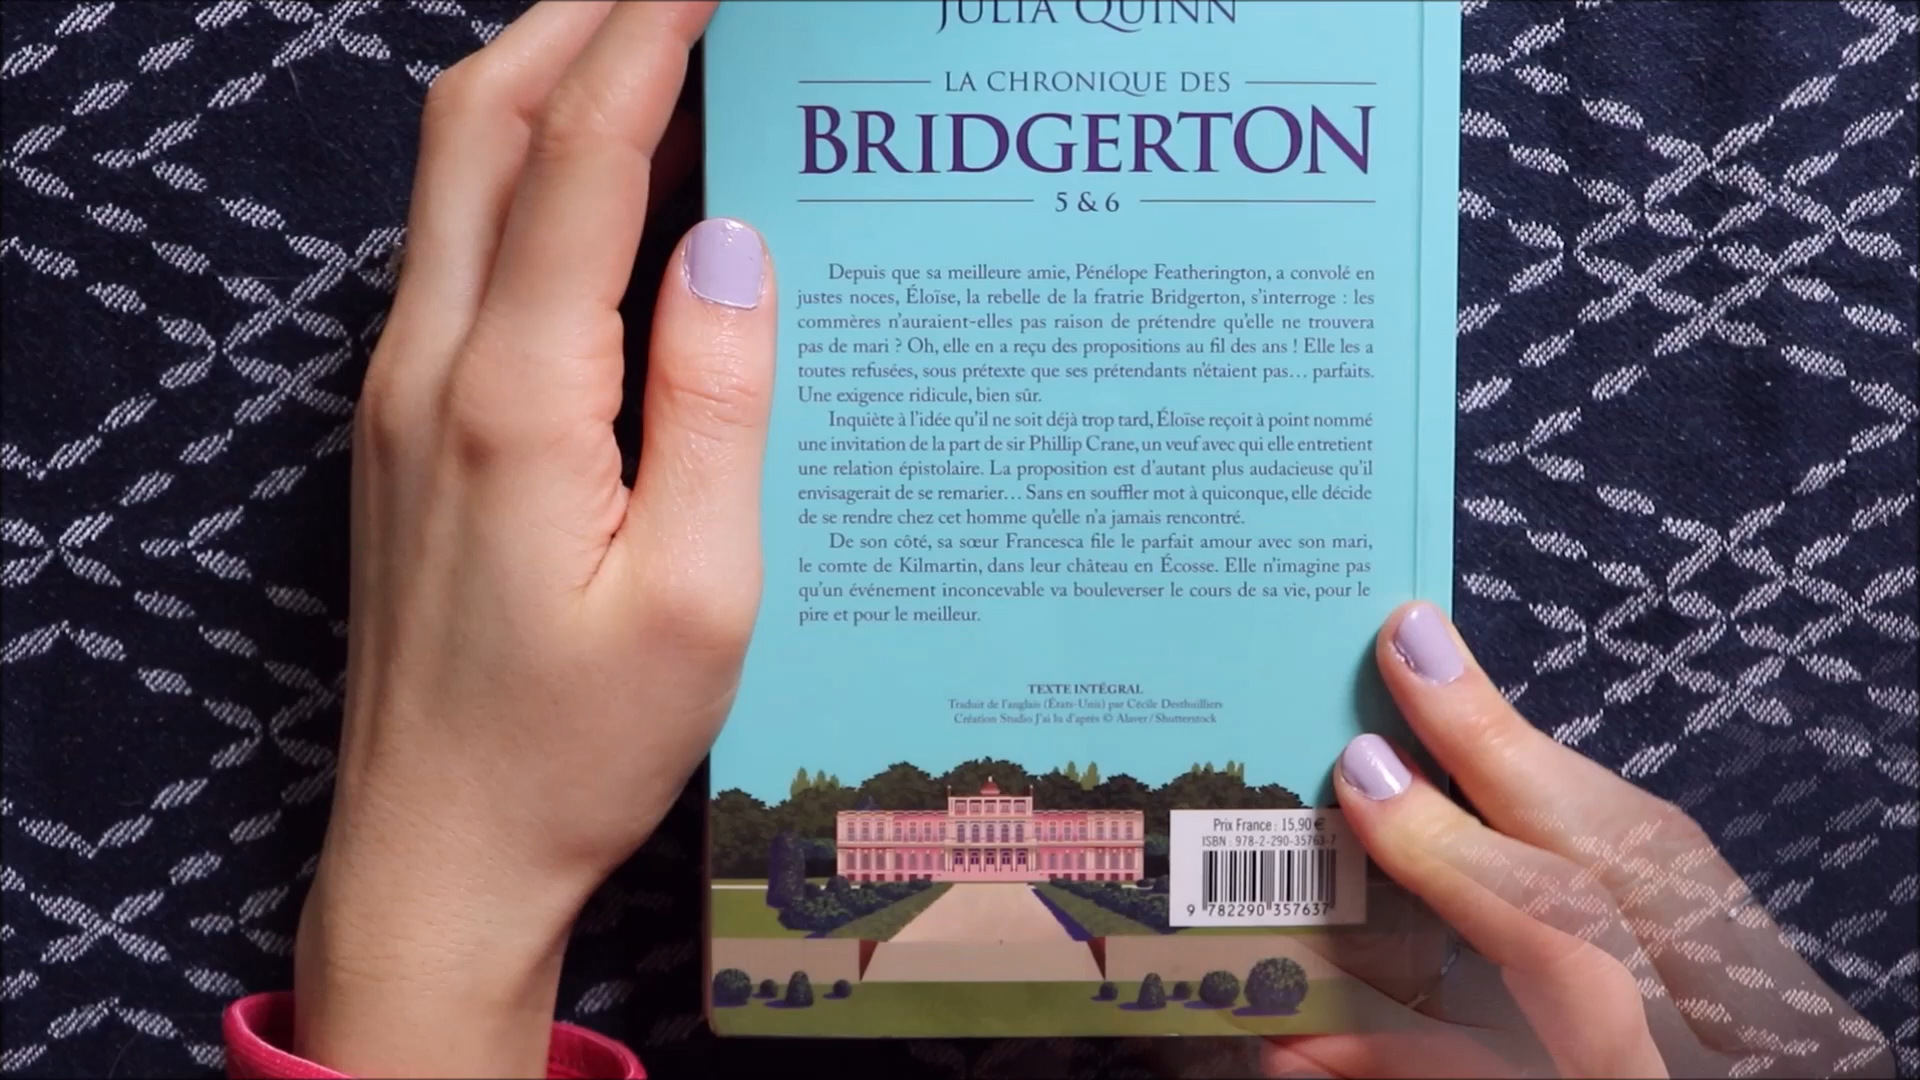 JULIA QUINN
LA CHRONIQUE DES
BRIDGERTON
5 & 6
Depuis que sa meilleure amie, Pénélope Featherington, a convolé en
justes noces, Éloïse, la rebelle de la fratrie Bridgerton, s'interroge : les
commères n'auraient-elles pas raison de prétendre qu'elle ne trouvera
pas de mari ? Oh, elle en a reçu des propositions au fil des ans ! Elle les a
toutes refusées, sous prétexte que ses prétendants n'étaient pas… parfaits.
Une exigence ridicule, bien sûr.
Inquiète à l'idée qu'il ne soit déjà trop tard, Éloïse reçoit à point nommé
une invitation de la part de sir Phillip Crane, un veuf avec qui elle entretient
une relation épistolaire. La proposition est d'autant plus audacieuse qu'il
envisagerait de se remarier… Sans en souffler mot à quiconque, elle décide
de se rendre chez cet homme qu'elle n'a jamais rencontré.
De son côté, sa sœur Francesca file le parfait amour avec son mari,
le comte de Kilmartin, dans leur château en Écosse. Elle n'imagine pas
qu'un événement inconcevable va bouleverser le cours de sa vie, pour le
pire et pour le meilleur.
TEXTE INTÉGRAL
Traduit de l'anglais (États-Unis) par Cécile Desthuilliers
Création Studio J'ai lu d'après © Alaver / Shutterstock
Prix France : 15,90 €
ISBN : 978-2-290-35763-7
9 782290 357637